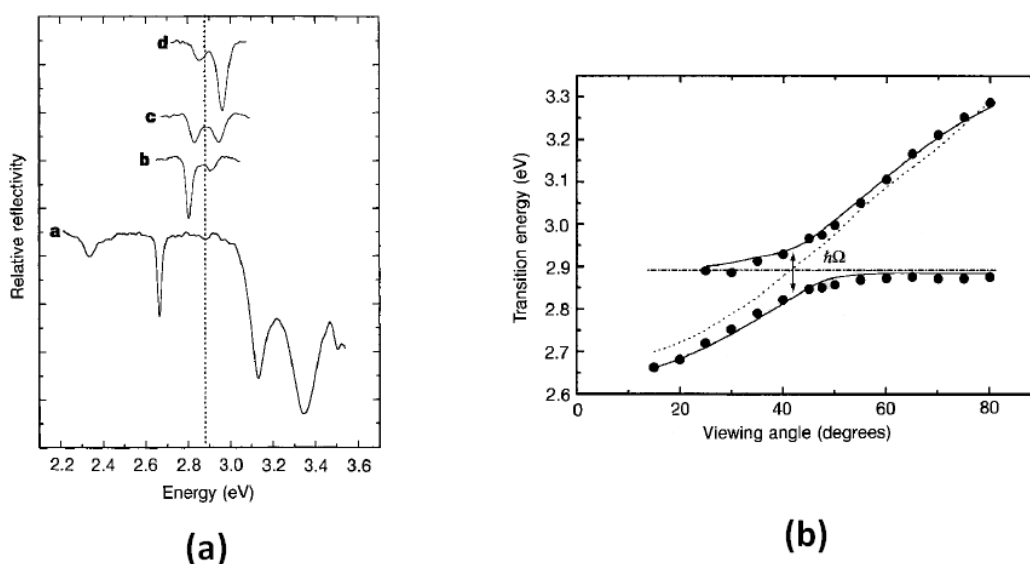 d
c
b
a
Relative reflectivity
2.2 2.4 2.6 2.8 3.0 3.2 3.4 3.6
Energy (eV)
(a)
3.3
3.2
3.1
3.0
2.9
2.8
2.7
2.6
ħΩ
Transition energy (eV)
0 20 40 60 80
Viewing angle (degrees)
(b)